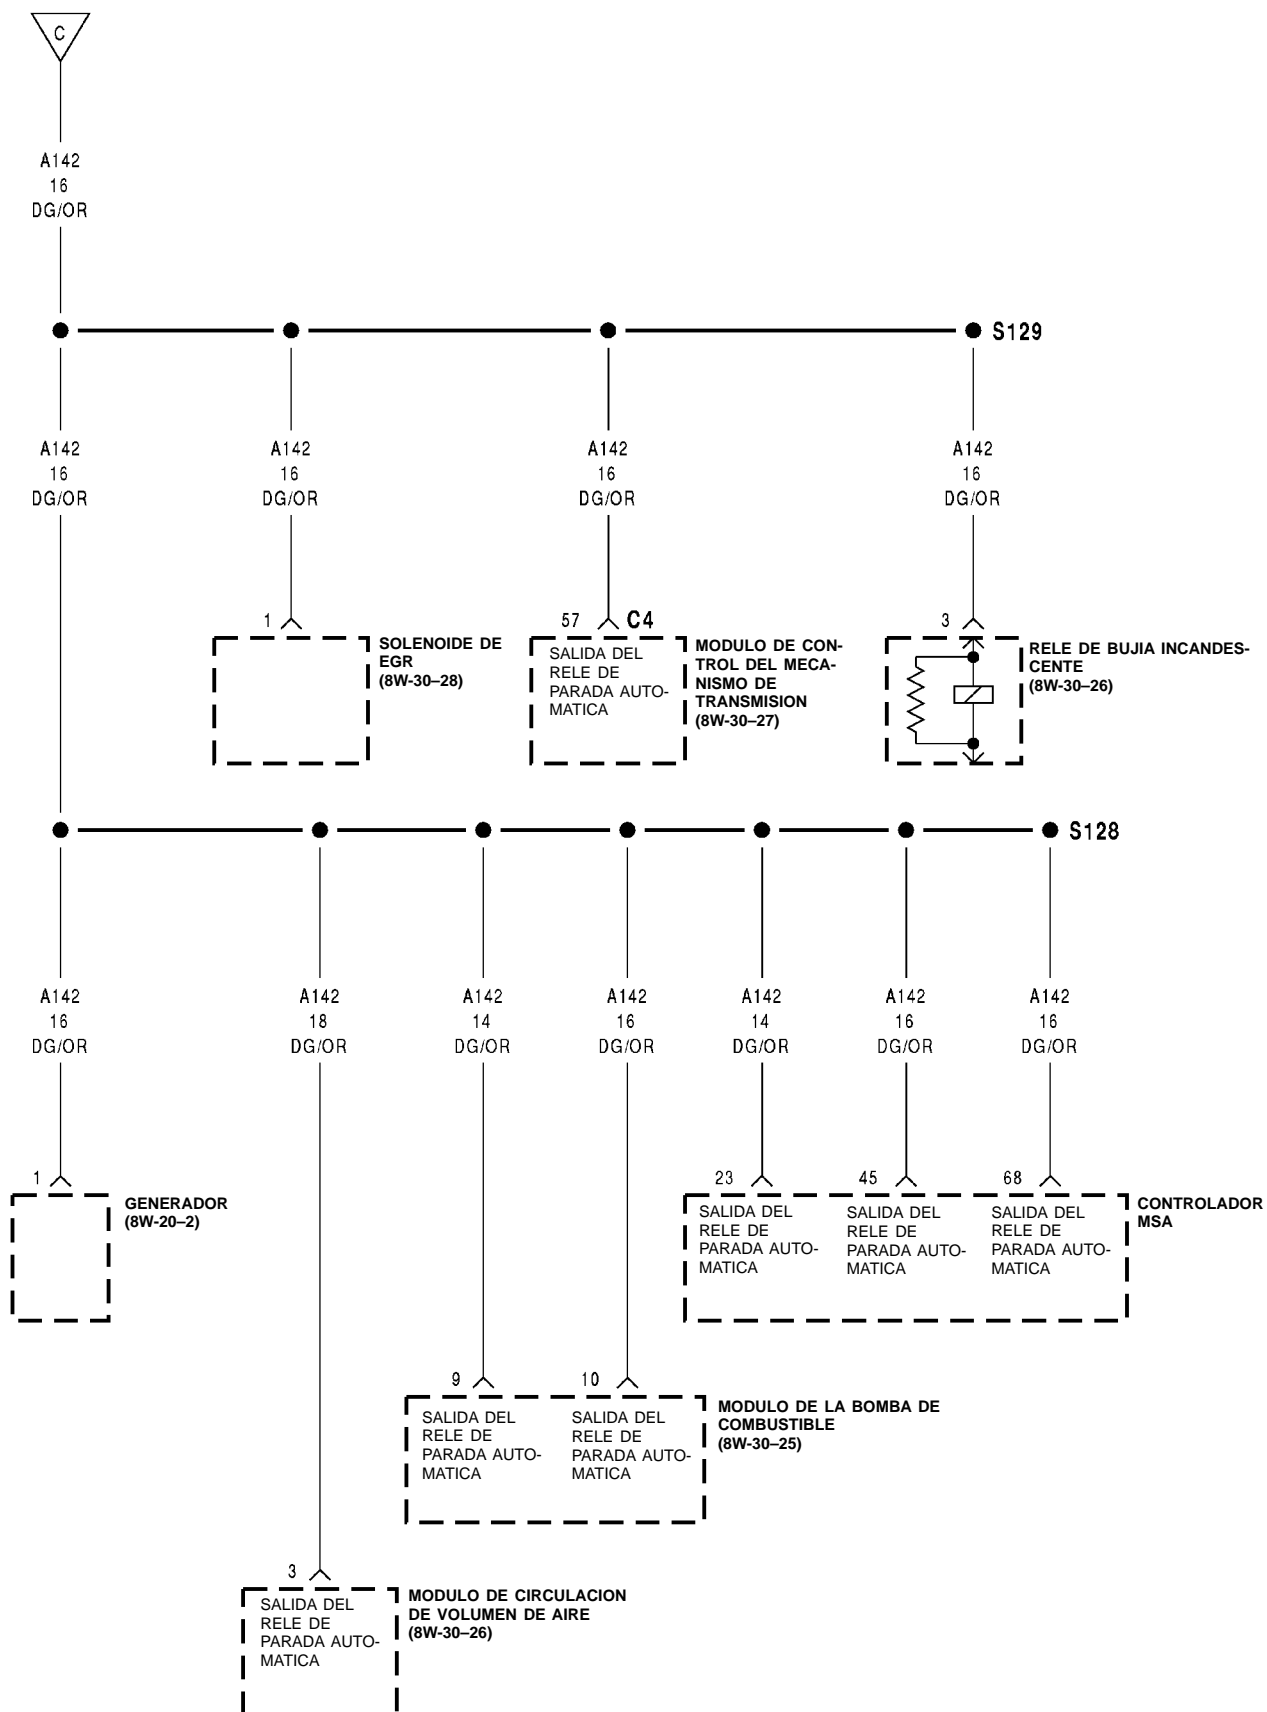 C
A142
16
DG/OR
S129
A142
16
DG/OR
A142
16
DG/OR
A142
16
DG/OR
A142
16
DG/OR
1
SOLENOIDE DE
EGR
(8W-30–28)
57
C4
SALIDA DEL
RELE DE
PARADA AUTO-
MATICA
MODULO DE CON-
TROL DEL MECA-
NISMO DE
TRANSMISION
(8W-30–27)
3
RELE DE BUJIA INCANDES-
CENTE
(8W-30–26)
S128
A142
16
DG/OR
A142
18
DG/OR
A142
14
DG/OR
A142
16
DG/OR
A142
14
DG/OR
A142
16
DG/OR
A142
16
DG/OR
1
GENERADOR
(8W-20–2)
23
SALIDA DEL
RELE DE
PARADA AUTO-
MATICA
45
SALIDA DEL
RELE DE
PARADA AUTO-
MATICA
68
SALIDA DEL
RELE DE
PARADA AUTO-
MATICA
CONTROLADOR
MSA
9
SALIDA DEL
RELE DE
PARADA AUTO-
MATICA
10
SALIDA DEL
RELE DE
PARADA AUTO-
MATICA
MODULO DE LA BOMBA DE
COMBUSTIBLE
(8W-30–25)
3
SALIDA DEL
RELE DE
PARADA AUTO-
MATICA
MODULO DE CIRCULACION
DE VOLUMEN DE AIRE
(8W-30–26)